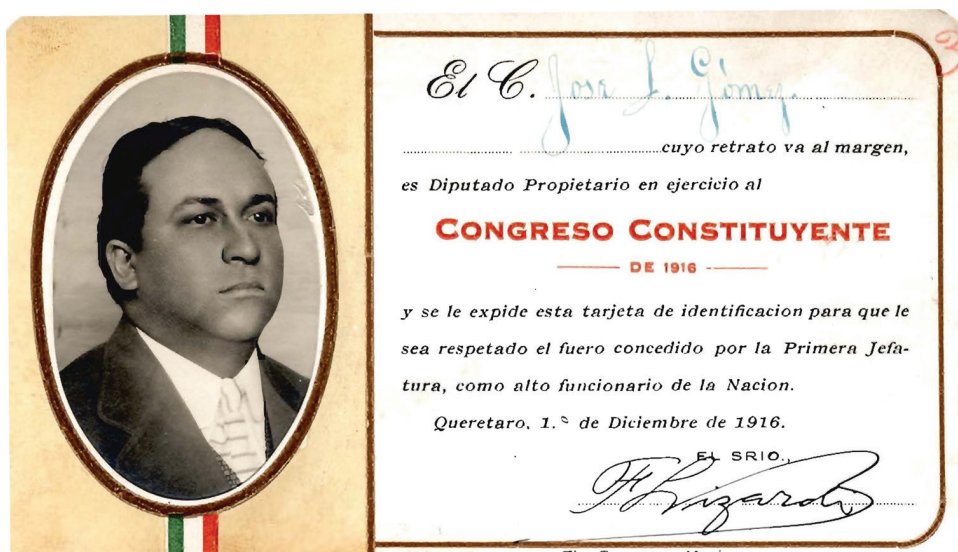 El C. Jose L. Gómez.
cuyo retrato va al margen,
es Diputado Propietario en ejercicio al
CONGRESO CONSTITUYENTE
DE 1916
y se le expide esta tarjeta de identificacion para que le
sea respetado el fuero concedido por la Primera Jefa-
tura, como alto funcionario de la Nacion.
Queretaro, 1.º de Diciembre de 1916.
EL SRIO.,
F Lizardi